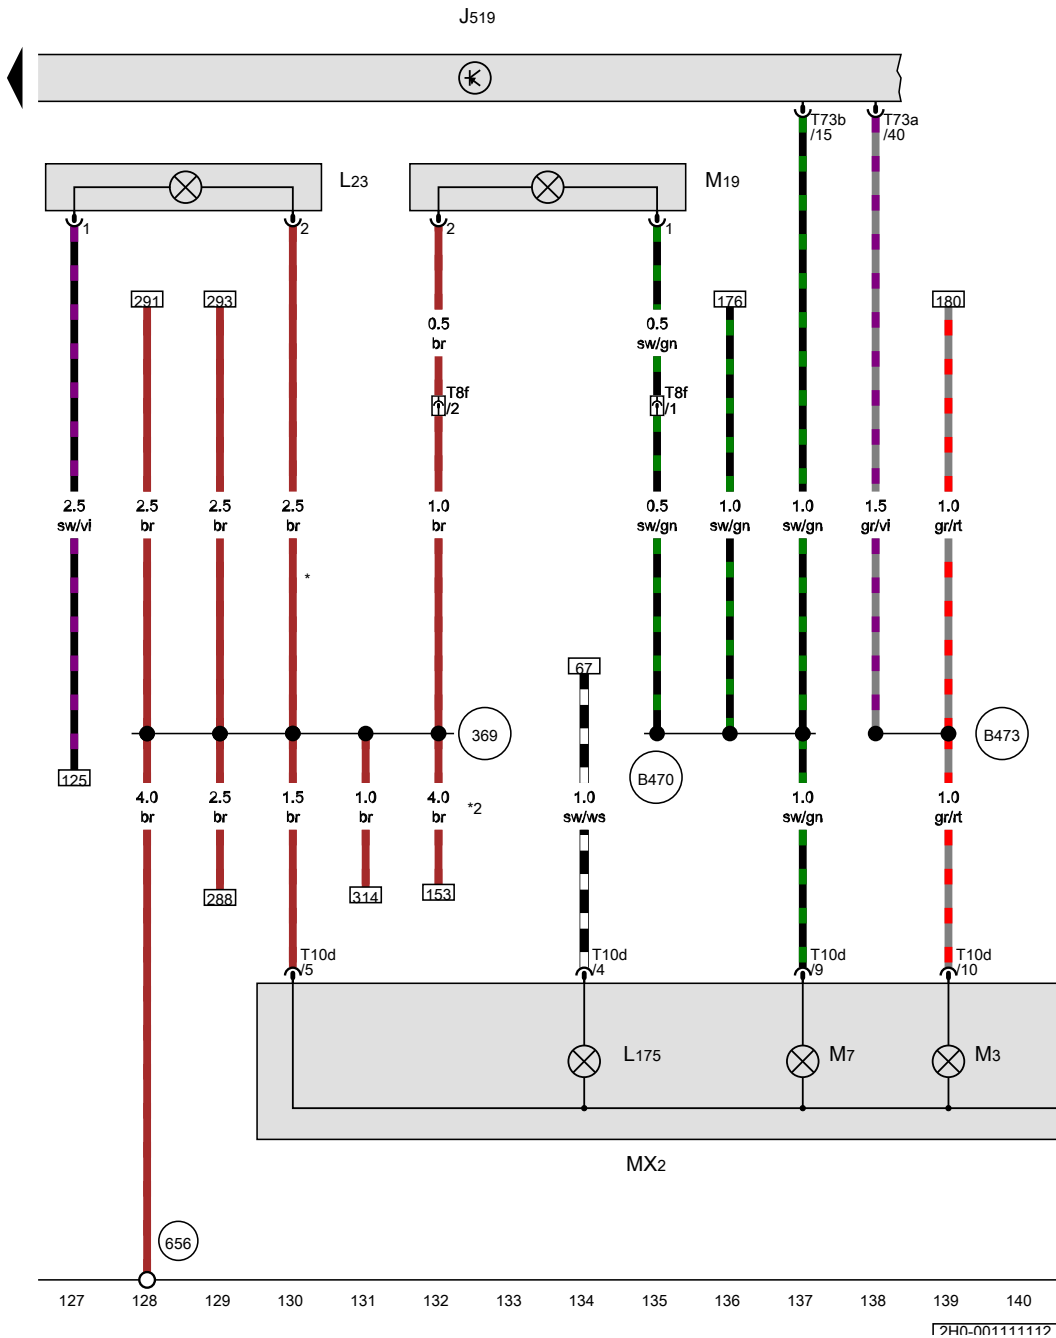 J519
T73b
/15
T73a
/40
L23
M19
1
2
2
1
291
293
176
180
0.5
br
0.5
sw/gn
T8f
/2
T8f
/1
2.5
sw/vi
2.5
br
2.5
br
2.5
br
1.0
br
0.5
sw/gn
1.0
sw/gn
1.0
sw/gn
1.5
gr/vi
1.0
gr/rt
*
67
369
B473
125
B470
4.0
br
2.5
br
1.5
br
1.0
br
4.0
br
*2
1.0
sw/ws
1.0
sw/gn
1.0
gr/rt
288
314
153
T10d
/5
T10d
/4
T10d
/9
T10d
/10
L175
M7
M3
MX2
656
127 128 129 130 131 132 133 134 135 136 137 138 139 140
2H0-001111112